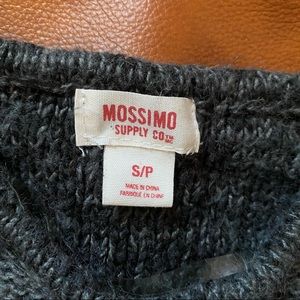 MOSSIMO
SUPPLY CO.
S/P
MADE IN CHINA
FABRIQUÉ EN CHINE